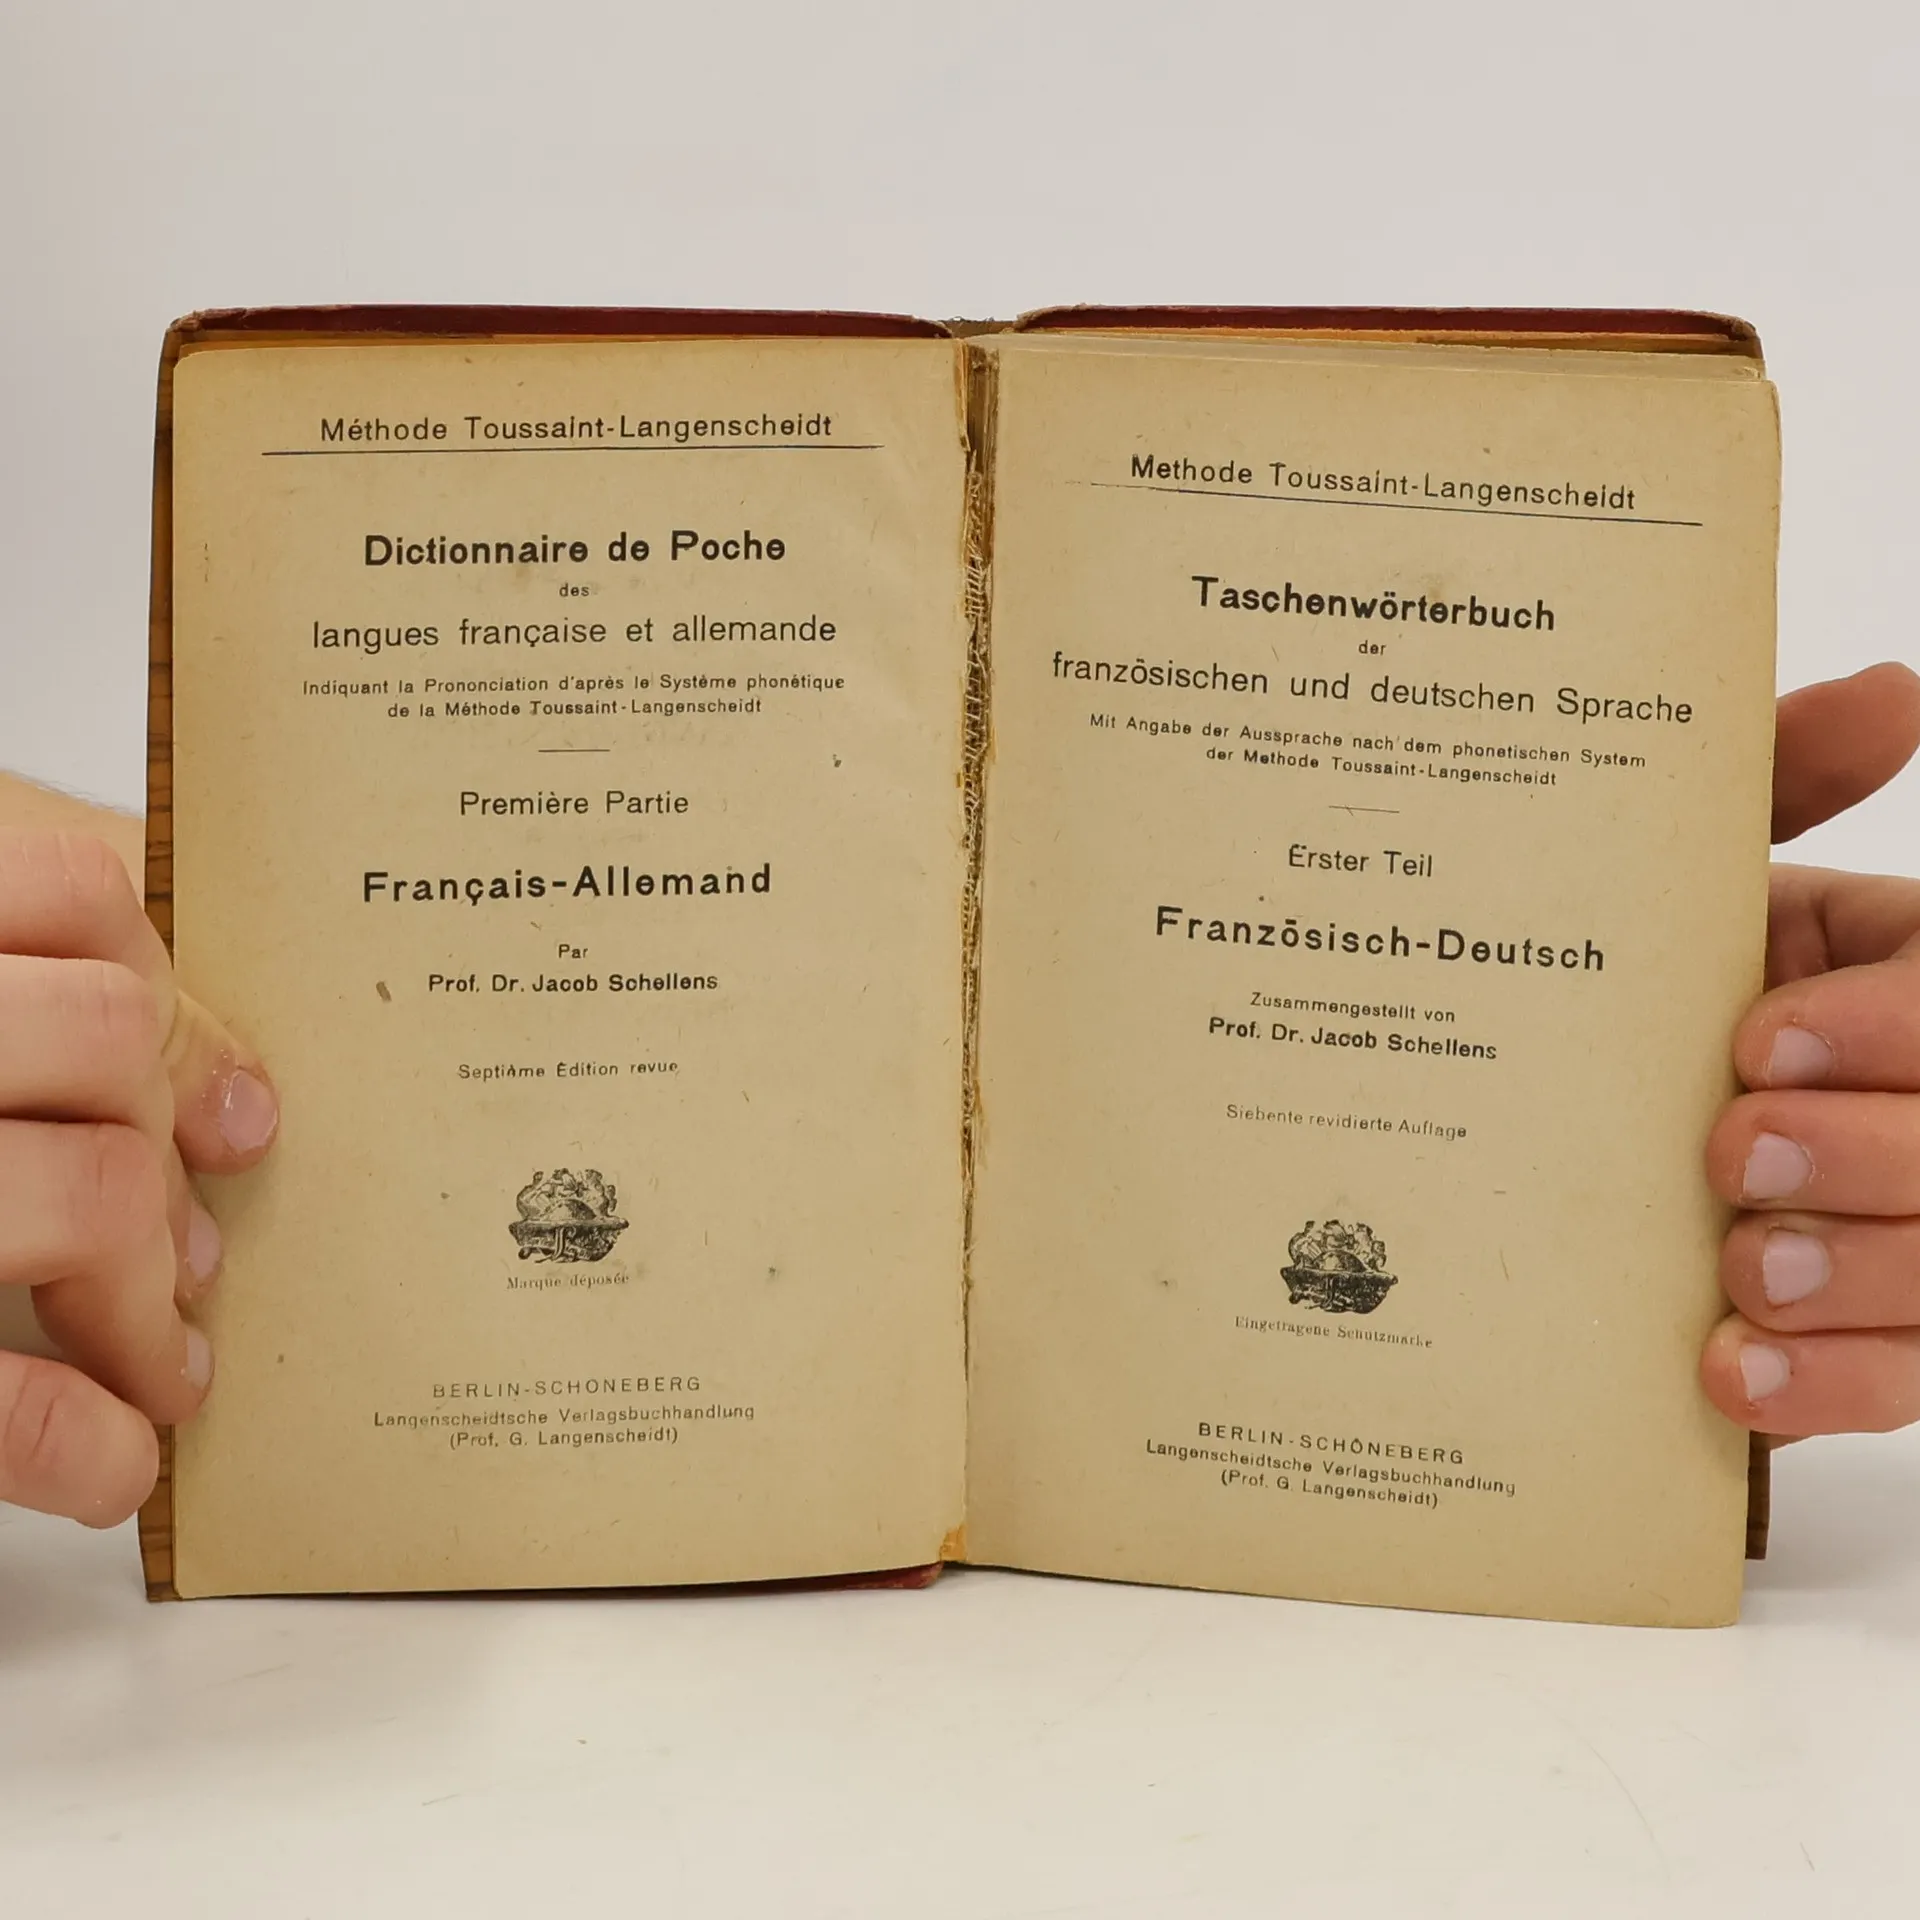 Méthode Toussaint-Langenscheidt
Dictionnaire de Poche
des
langues française et allemande
Indiquant la Prononciation d'après le Système phonétique
de la Méthode Toussaint-Langenscheidt
Première Partie
Français-Allemand
Par
Prof. Dr. Jacob Schellens
Septième Édition revue
Marque déposée
BERLIN-SCHÖNEBERG
Langenscheidtsche Verlagsbuchhandlung
(Prof. G. Langenscheidt)
Methode Toussaint-Langenscheidt
Taschenwörterbuch
der
französischen und deutschen Sprache
Mit Angabe der Aussprache nach dem phonetischen System
der Methode Toussaint-Langenscheidt
Erster Teil
Französisch-Deutsch
Zusammengestellt von
Prof. Dr. Jacob Schellens
Siebente revidierte Auflage
Eingetragene Schutzmarke
BERLIN-SCHÖNEBERG
Langenscheidtsche Verlagsbuchhandlung
(Prof. G. Langenscheidt)